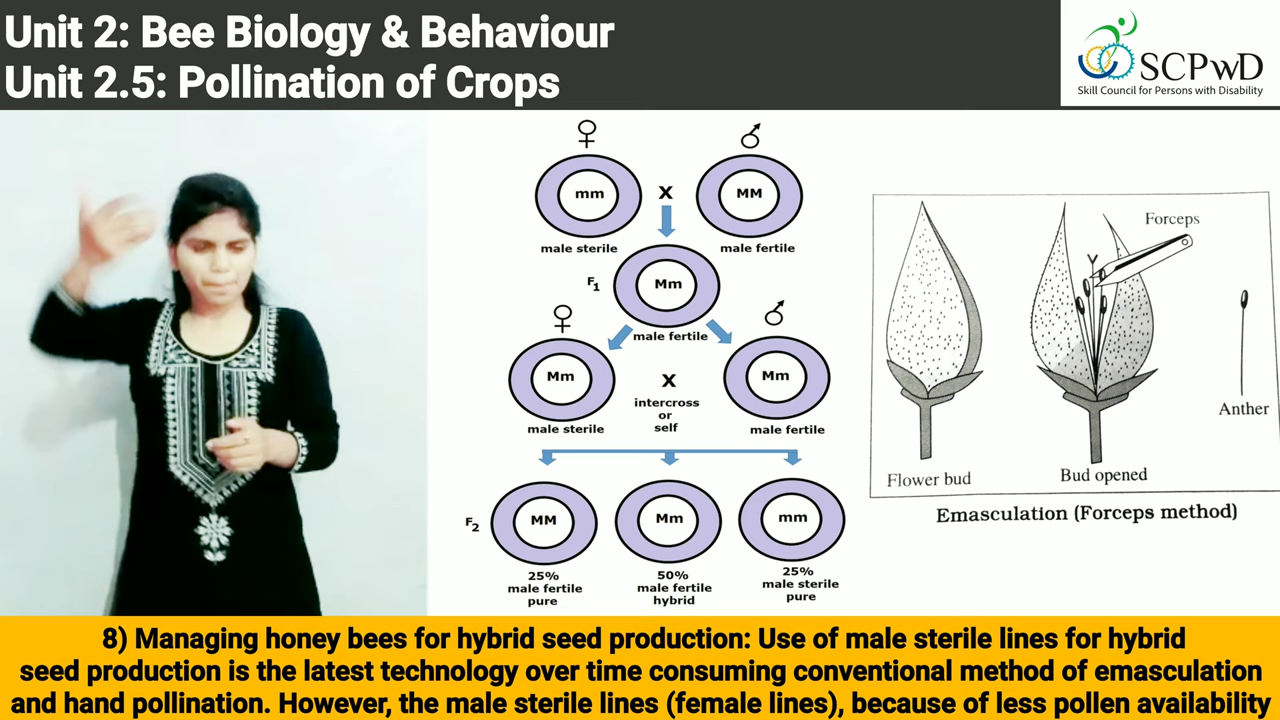 Unit 2: Bee Biology & Behaviour
Unit 2.5: Pollination of Crops
SCPwD
Skill Council for Persons with Disability
♀
♂
mm
X
MM
male sterile
male fertile
F1
Mm
male fertile
♀
♂
Mm
X
Mm
intercross
or
self
male sterile
male fertile
F2
MM
Mm
mm
25%
male fertile
pure
50%
male fertile
hybrid
25%
male sterile
pure
Forceps
Anther
Flower bud
Bud opened
Emasculation (Forceps method)
8) Managing honey bees for hybrid seed production: Use of male sterile lines for hybrid
seed production is the latest technology over time consuming conventional method of emasculation
and hand pollination. However, the male sterile lines (female lines), because of less pollen availability